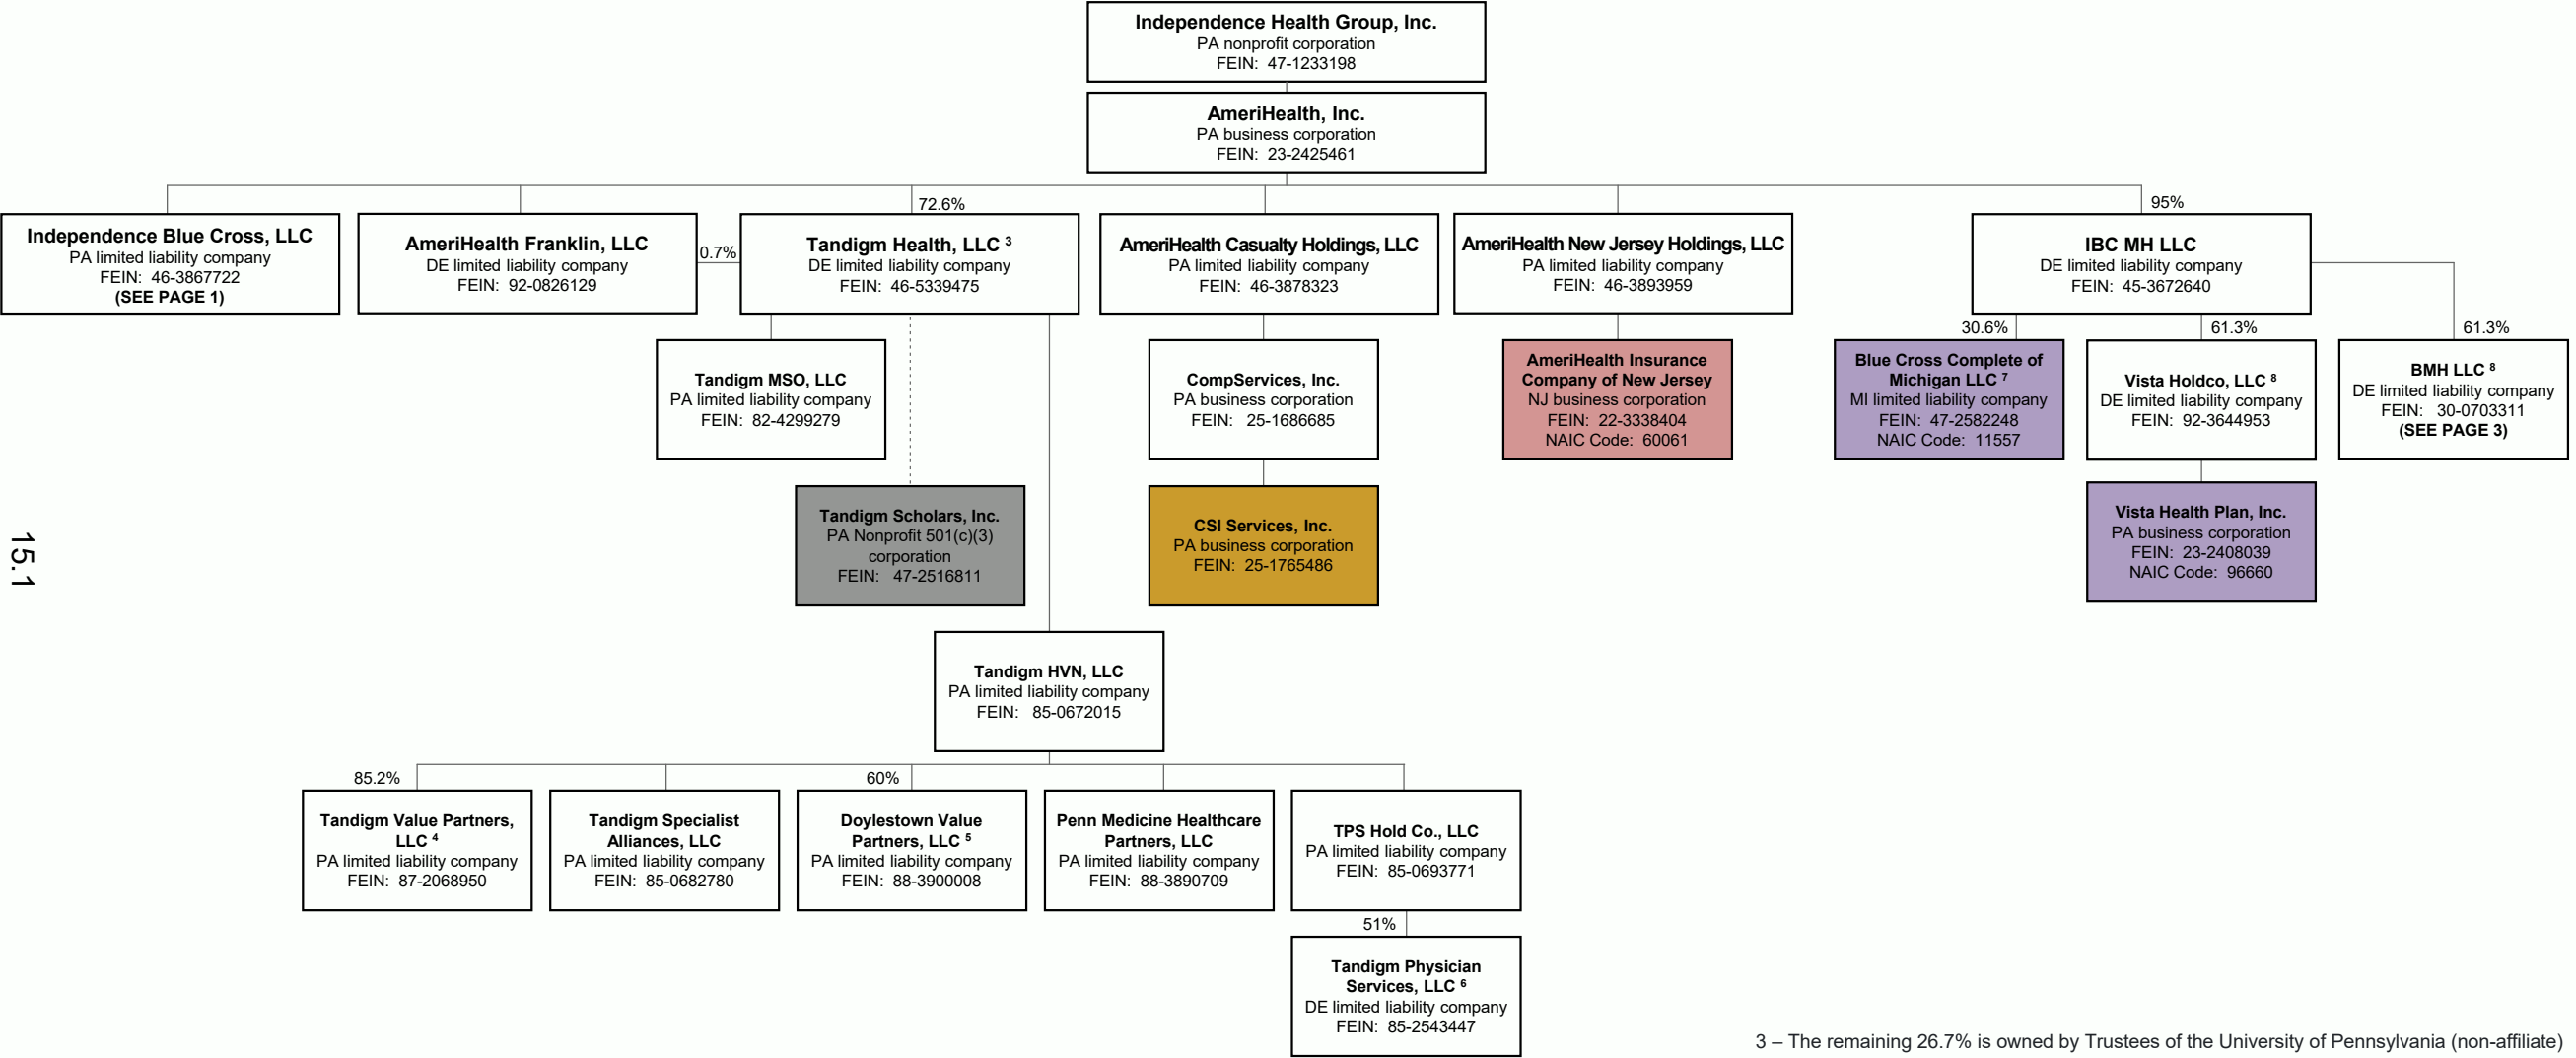 Independence Health Group, Inc.
PA nonprofit corporation
FEIN: 47-1233198
AmeriHealth, Inc.
PA business corporation
FEIN: 23-2425461
Independence Blue Cross, LLC
PA limited liability company
FEIN: 46-3867722
(SEE PAGE 1)
AmeriHealth Franklin, LLC
DE limited liability company
FEIN: 92-0826129
0.7%
72.6%
Tandigm Health, LLC 3
DE limited liability company
FEIN: 46-5339475
AmeriHealth Casualty Holdings, LLC
PA limited liability company
FEIN: 46-3878323
AmeriHealth New Jersey Holdings, LLC
PA limited liability company
FEIN: 46-3893959
95%
IBC MH LLC
DE limited liability company
FEIN: 45-3672640
Tandigm MSO, LLC
PA limited liability company
FEIN: 82-4299279
CompServices, Inc.
PA business corporation
FEIN: 25-1686685
AmeriHealth Insurance
Company of New Jersey
NJ business corporation
FEIN: 22-3338404
NAIC Code: 60061
30.6%
Blue Cross Complete of
Michigan LLC 7
MI limited liability company
FEIN: 47-2582248
NAIC Code: 11557
61.3%
Vista Holdco, LLC 8
DE limited liability company
FEIN: 92-3644953
61.3%
BMH LLC 8
DE limited liability company
FEIN: 30-0703311
(SEE PAGE 3)
Tandigm Scholars, Inc.
PA Nonprofit 501(c)(3)
corporation
FEIN: 47-2516811
CSI Services, Inc.
PA business corporation
FEIN: 25-1765486
Vista Health Plan, Inc.
PA business corporation
FEIN: 23-2408039
NAIC Code: 96660
15.1
Tandigm HVN, LLC
PA limited liability company
FEIN: 85-0672015
85.2%
Tandigm Value Partners,
LLC 4
PA limited liability company
FEIN: 87-2068950
Tandigm Specialist
Alliances, LLC
PA limited liability company
FEIN: 85-0682780
60%
Doylestown Value
Partners, LLC 5
PA limited liability company
FEIN: 88-3900008
Penn Medicine Healthcare
Partners, LLC
PA limited liability company
FEIN: 88-3890709
TPS Hold Co., LLC
PA limited liability company
FEIN: 85-0693771
51%
Tandigm Physician
Services, LLC 6
DE limited liability company
FEIN: 85-2543447
3 – The remaining 26.7% is owned by Trustees of the University of Pennsylvania (non-affiliate)